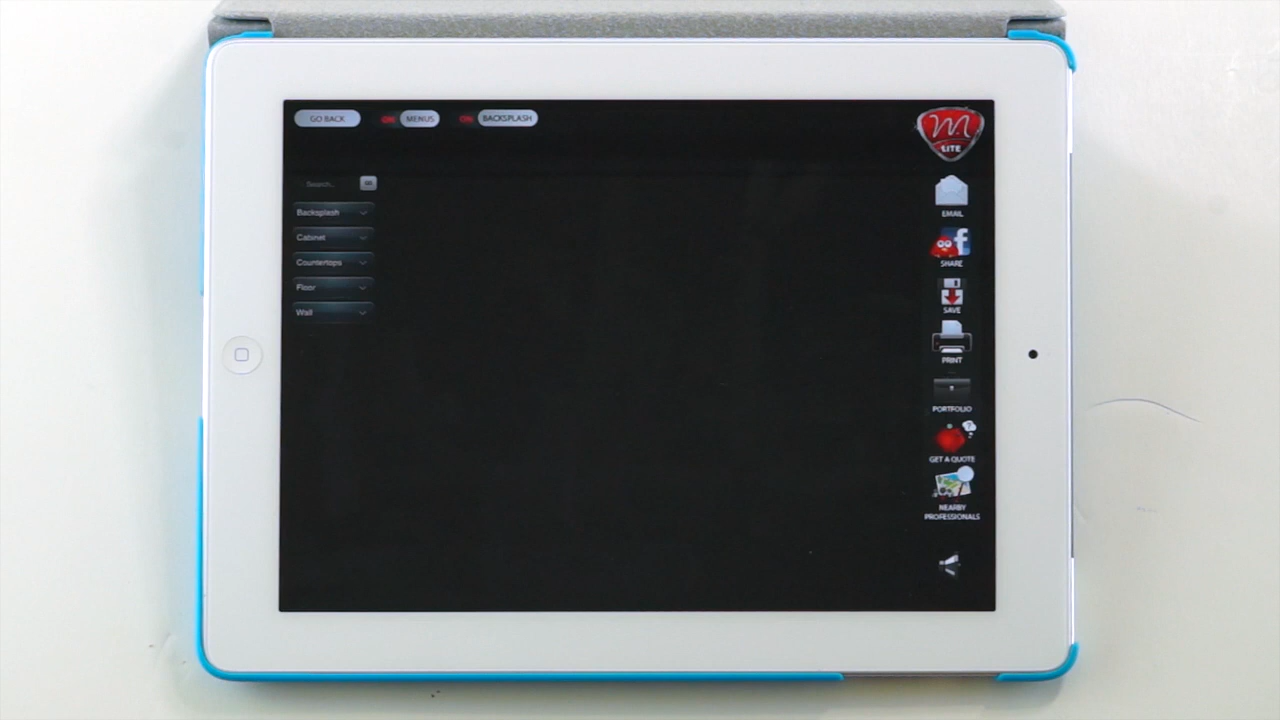 GO BACK
ON MENUS
ON BACKSPLASH
m
LITE
Search..
GO
Backsplash
Cabinet
Countertops
Floor
Wall
EMAIL
f
SHARE
SAVE
PRINT
PORTFOLIO
?
GET A QUOTE
NEARBY
PROFESSIONALS